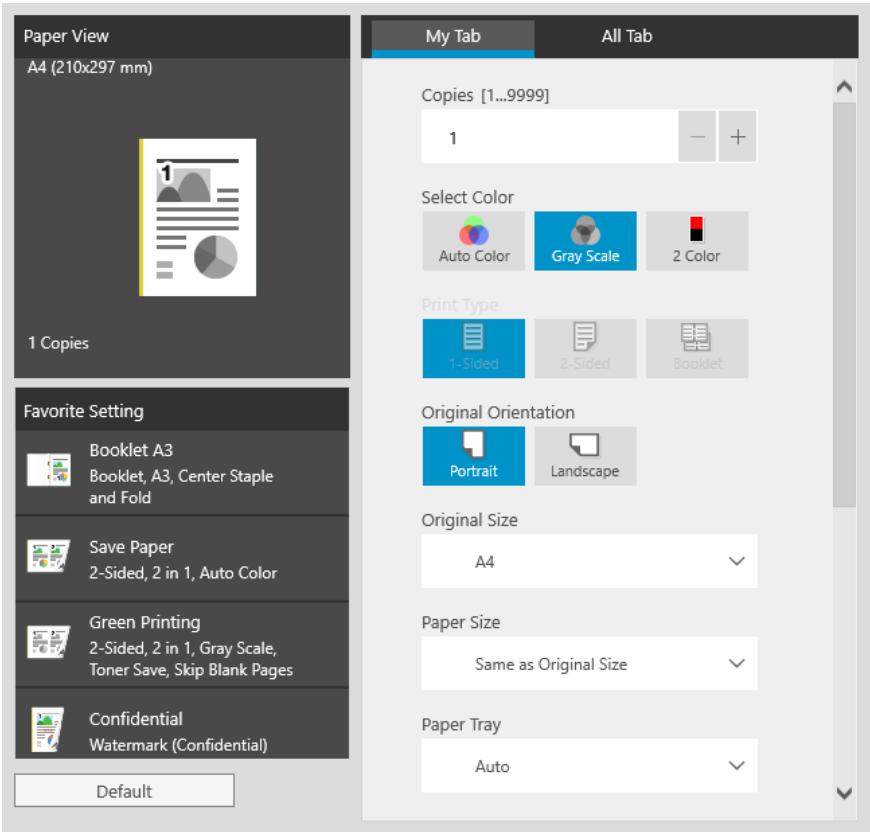 Paper View
A4 (210x297 mm)
1
1 Copies
Favorite Setting
Booklet A3
Booklet, A3, Center Staple
and Fold
Save Paper
2-Sided, 2 in 1, Auto Color
Green Printing
2-Sided, 2 in 1, Gray Scale,
Toner Save, Skip Blank Pages
Confidential
Watermark (Confidential)
Default
My Tab All Tab
Copies [1...9999]
1
Select Color
Auto Color Gray Scale 2 Color
Print Type
1-Sided 2-Sided Booklet
Original Orientation
Portrait Landscape
Original Size
A4
Paper Size
Same as Original Size
Paper Tray
Auto